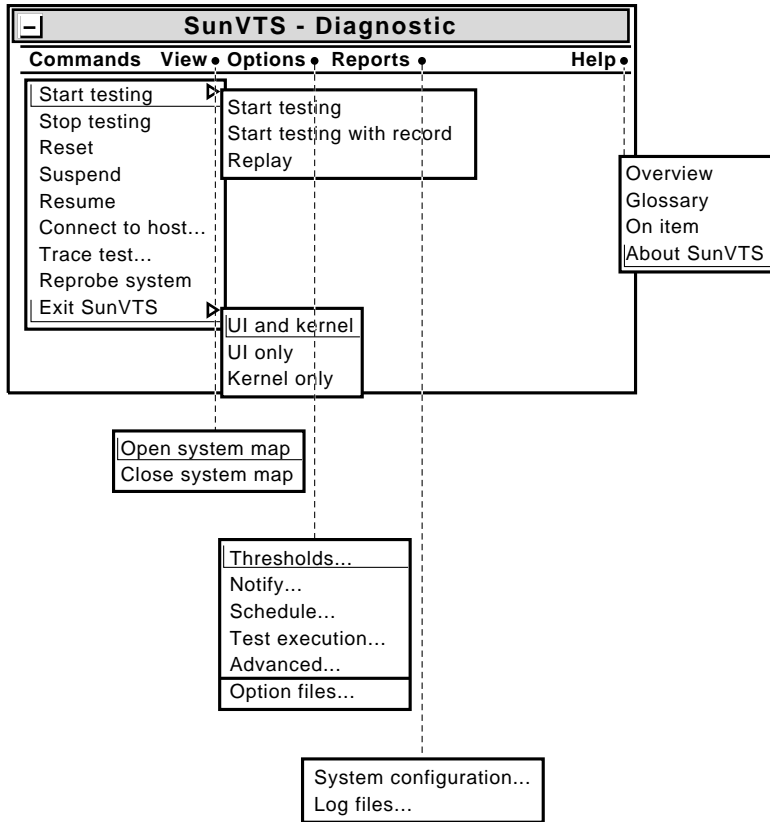 SunVTS - Diagnostic
Commands View Options Reports Help
Start testing
Stop testing
Reset
Suspend
Resume
Connect to host...
Trace test...
Reprobe system
Exit SunVTS
Start testing
Start testing with record
Replay
Overview
Glossary
On item
About SunVTS
UI and kernel
UI only
Kernel only
Open system map
Close system map
Thresholds...
Notify...
Schedule...
Test execution...
Advanced...
Option files...
System configuration...
Log files...